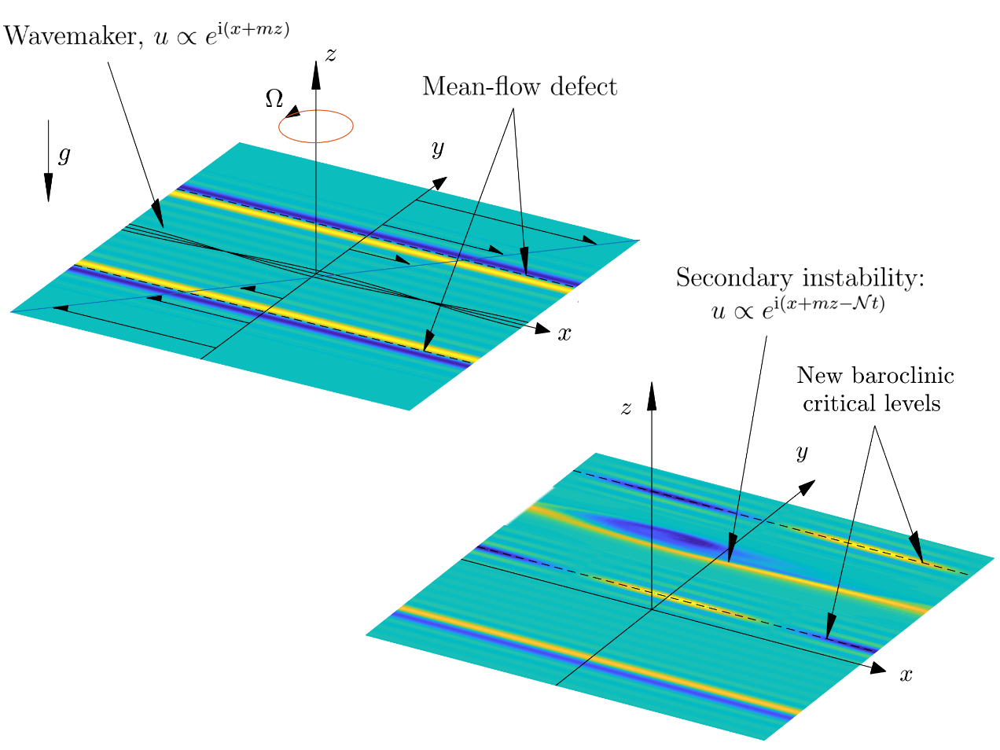 Wavemaker, u ∝ e^{i(x+mz)}
z
Mean-flow defect
Ω
y
g
x
Secondary instability:
u ∝ e^{i(x+mz−𝒩t)}
New baroclinic
critical levels
z
y
x